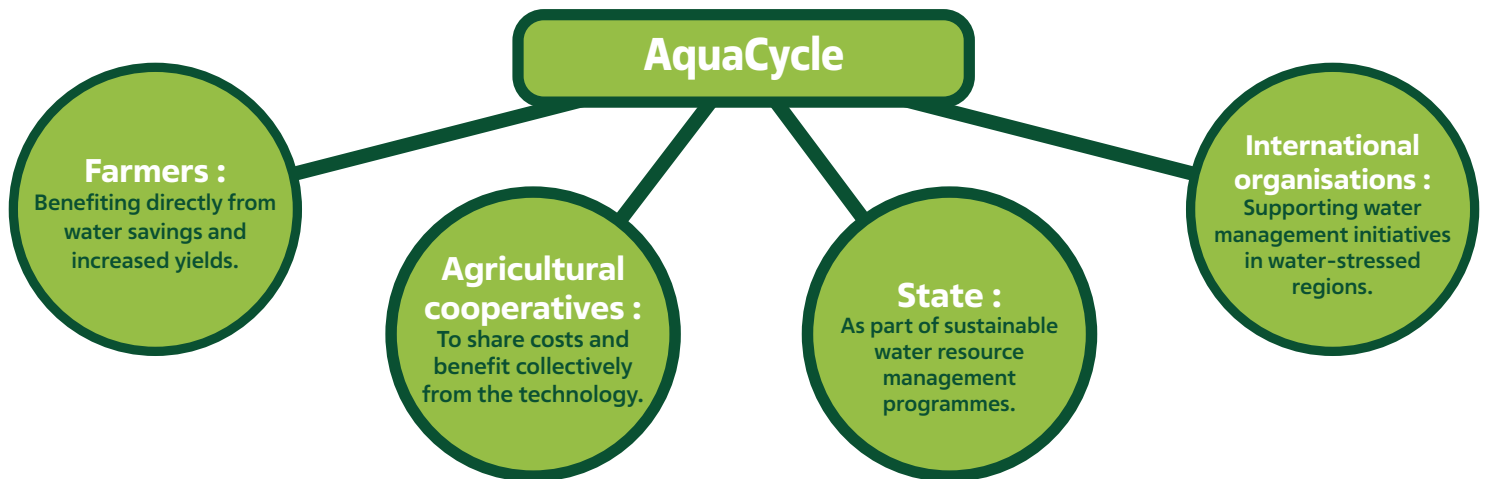 AquaCycle
Farmers :
Benefiting directly from
water savings and
increased yields.
Agricultural
cooperatives :
To share costs and
benefit collectively
from the technology.
State :
As part of sustainable
water resource
management
programmes.
International
organisations :
Supporting water
management initiatives
in water-stressed
regions.